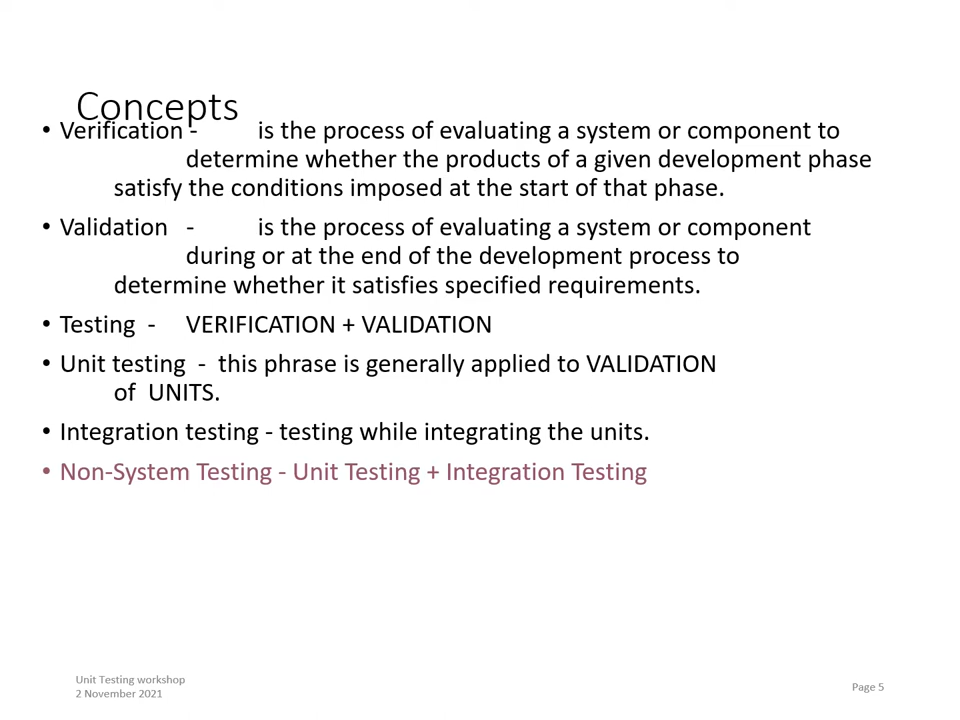 Concepts
• Verification - is the process of evaluating a system or component to
determine whether the products of a given development phase
satisfy the conditions imposed at the start of that phase.
• Validation - is the process of evaluating a system or component
during or at the end of the development process to
determine whether it satisfies specified requirements.
• Testing - VERIFICATION + VALIDATION
• Unit testing - this phrase is generally applied to VALIDATION
of UNITS.
• Integration testing - testing while integrating the units.
• Non-System Testing - Unit Testing + Integration Testing
Unit Testing workshop
2 November 2021
Page 5